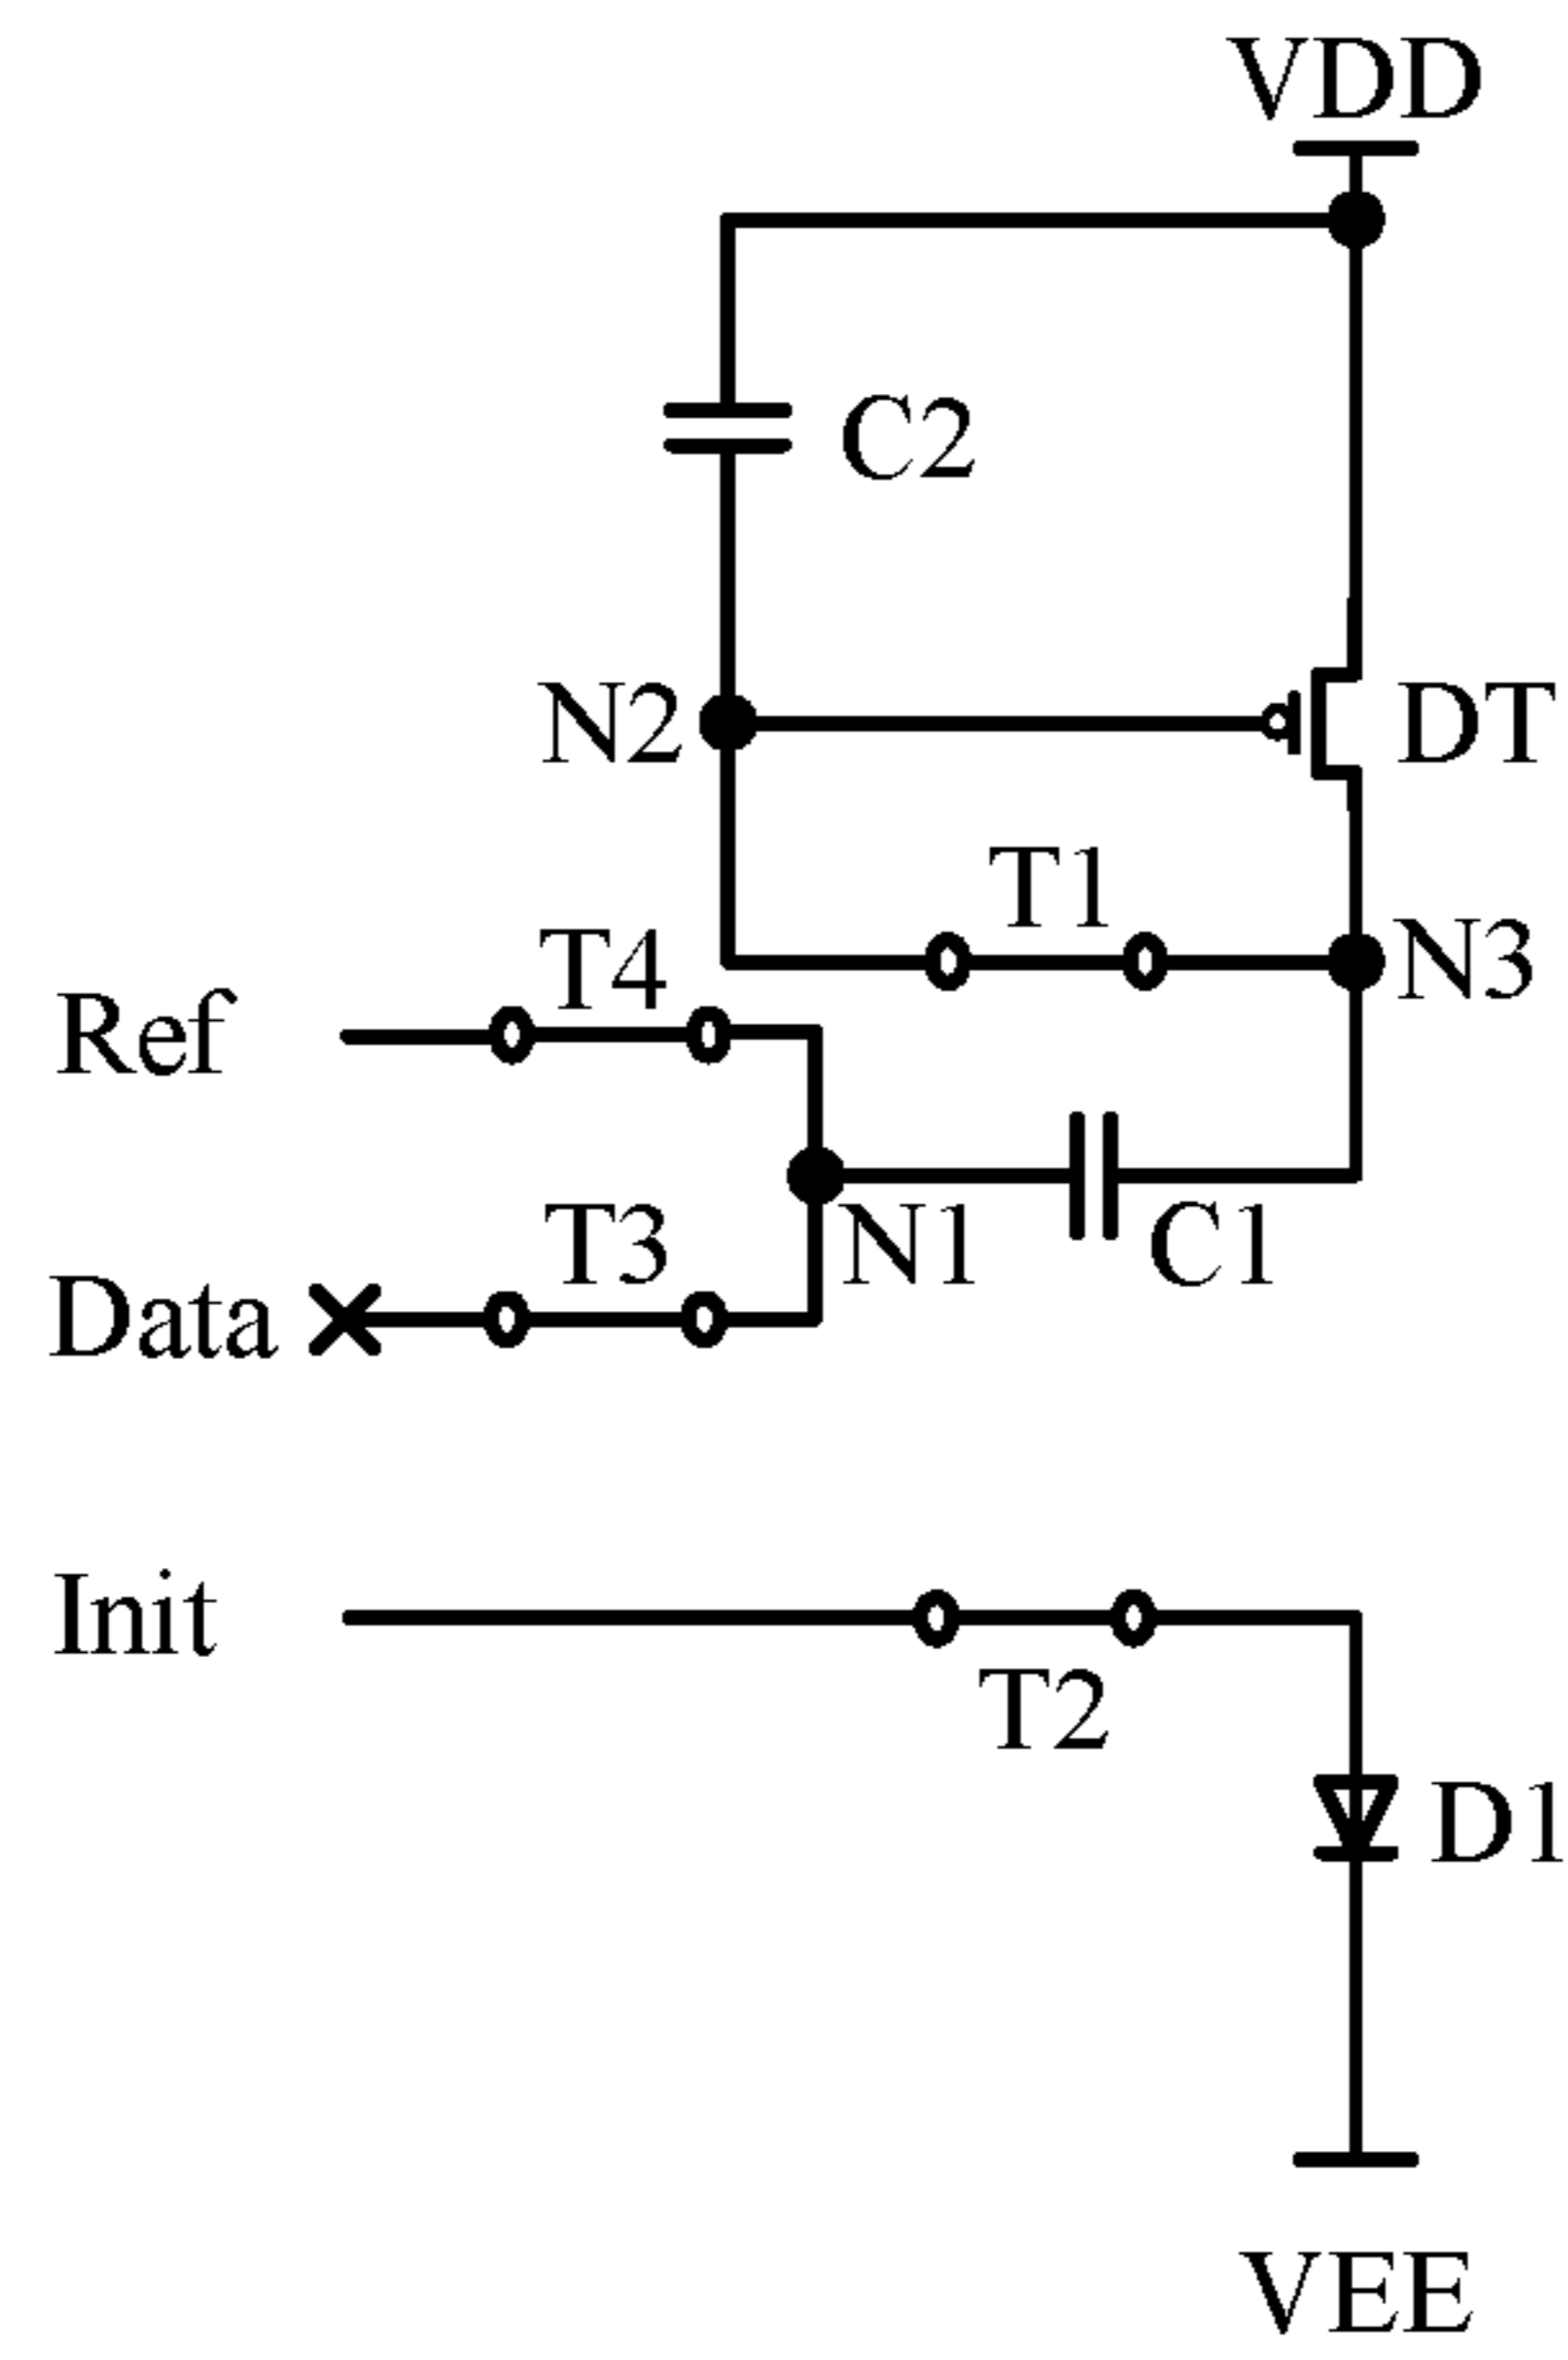 VDD
C2
N2
DT
T1
T4
N3
Ref
T3
N1
C1
Data
Init
T2
D1
VEE